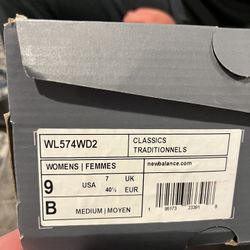 WL574WD2
CLASSICS
TRADITIONNELS
WOMENS | FEMMES
newbalance.com
9 USA 7 UK
40½ EUR
B MEDIUM | MOYEN